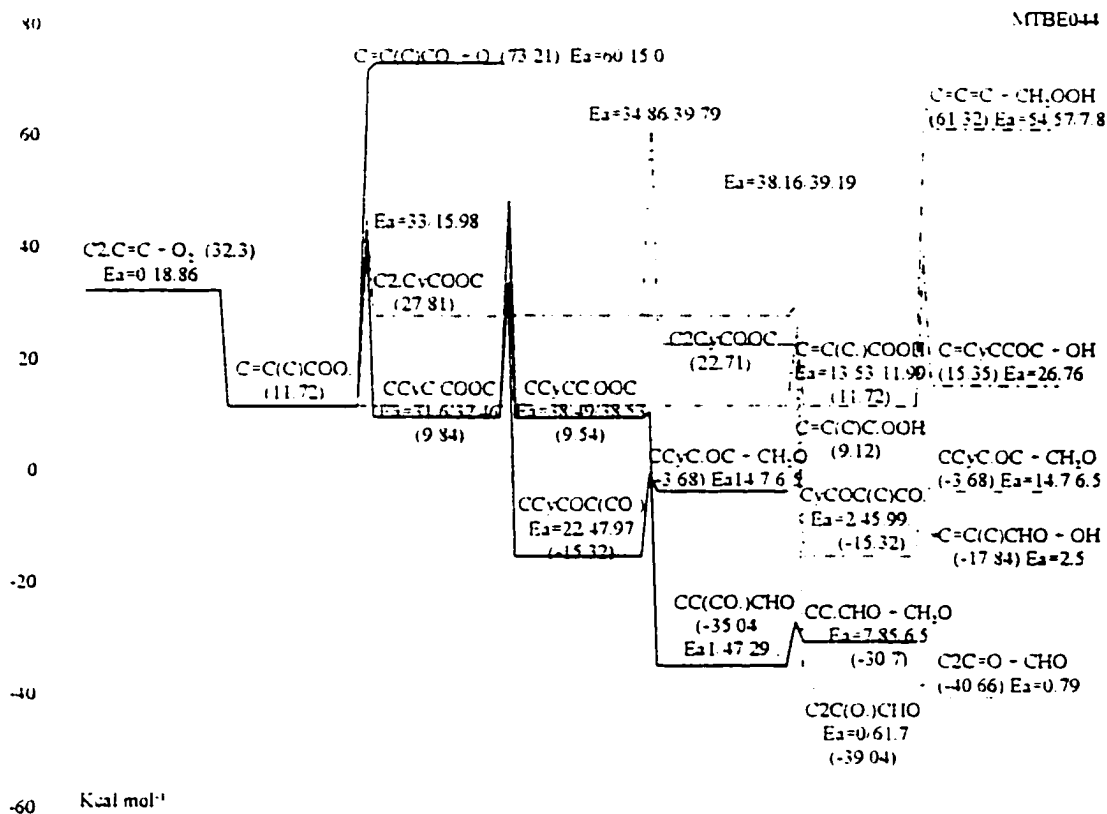 80
MTBE044
C=C(C)CO. + O (73.21) Ea=60/15.0
C=C=C + CH2OOH
(61.32) Ea=54.57/7.8
Ea=34.86/39.79
60
Ea=38.16/39.19
Ea=33/15.98
40
C2.C=C + O2 (32.3)
Ea=0/18.86
C2.CyCOOC
(27.81)
20
C2CyCO.OC
(22.71)
C=C(C.)COOH
Ea=13.53/11.90
(11.72)
C=CyCCOC + OH
(15.35) Ea=26.76
C=C(C)COO.
(11.72)
CCyC.COOC
(9.84)
CCyCC.OOC
Ea=38.49/38.53
(9.54)
C=C(C)C.OOH
(9.12)
0
CCyC.OC + CH2O
(-3.68) Ea14.7/6.5
CCyC.OC + CH2O
(-3.68) Ea=14.7/6.5
CCyCOC(CO.)
Ea=22/47.97
(-15.32)
CyCOC(C)CO.
Ea=2/45.99
(-15.32)
C=C(C)CHO + OH
(-17.84) Ea=2.5
-20
CC(CO.)CHO
(-35.04
Ea1/47.29
CC.CHO + CH2O
Ea=7.85/6.5
(-30.7)
C2C=O + CHO
(-40.66) Ea=0.79
-40
C2C(O.)CHO
Ea=0/61.7
(-39.04)
-60
Kcal mol-1